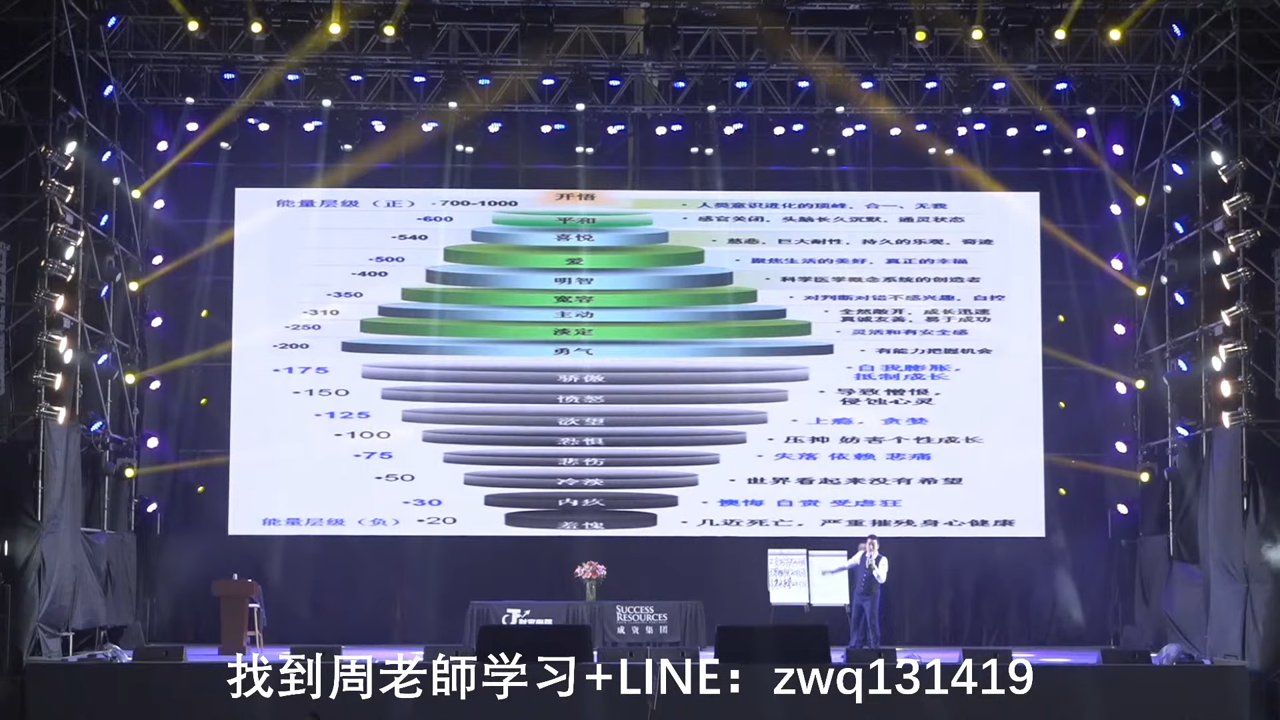 开悟
能量层级（正） ·700-1000 ·人类意识进化的顶峰，合一、无我
·600 平和 ·感官关闭，头脑长久沉默，通灵状态
·540 喜悦 ·慈悲，巨大耐性，持久的乐观，奇迹
·500 爱 ·聚焦生活的美好，真正的幸福
·400 明智 ·科学医学概念系统的创造者
·350 宽容 ·对判断对错不感兴趣，自控
·310 主动 ·全然敞开，成长迅速
真诚友善，易于成功
·250 淡定 ·灵活和有安全感
·200 勇气 ·有能力把握机会
·175 骄傲 ·自我膨胀，
抵制成长
·150 愤怒 ·导致憎恨，
侵蚀心灵
·125 欲望 ·上瘾，贪婪
·100 恐惧 ·压抑 妨害个性成长
·75 悲伤 ·失落 依赖 悲痛
·50 冷淡 ·世界看起来没有希望
·30 内玖 ·懊悔 自责 受虐狂
能量层级（负） ·20 羞愧 ·几近死亡，严重摧残身心健康
SUCCESS
RESOURCES
成资集团
找到周老師学习+LINE：zwq131419